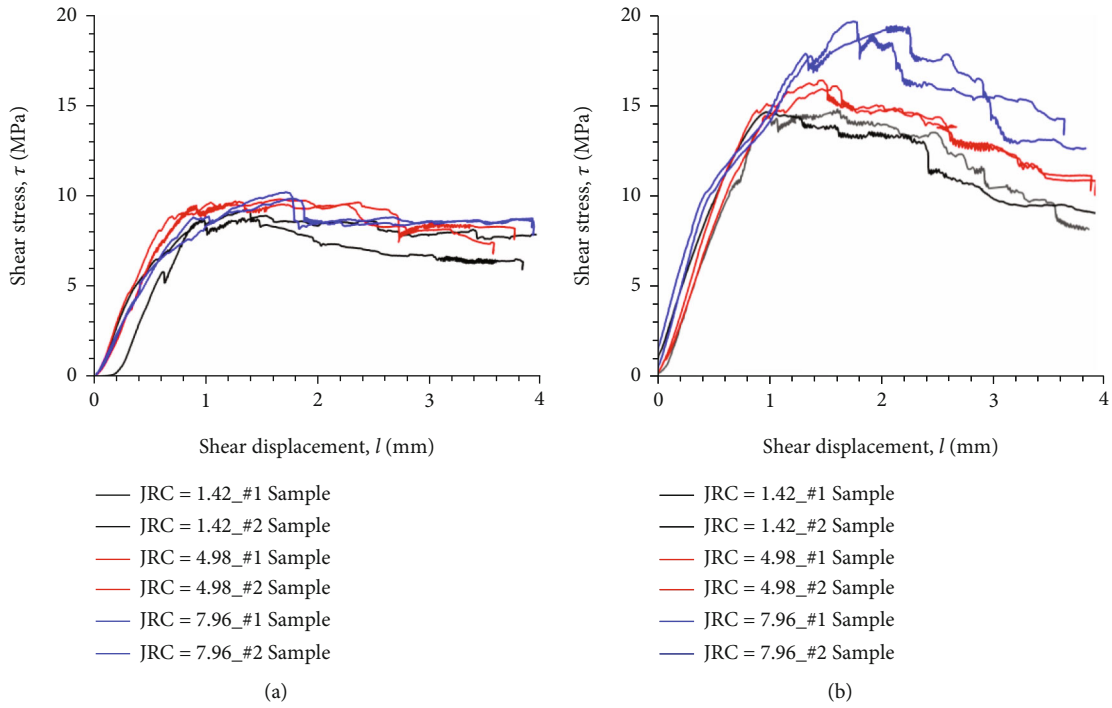 20
15
10
5
0
Shear stress, τ (MPa)
0 1 2 3 4
Shear displacement, l (mm)
JRC = 1.42_#1 Sample
JRC = 1.42_#2 Sample
JRC = 4.98_#1 Sample
JRC = 4.98_#2 Sample
JRC = 7.96_#1 Sample
JRC = 7.96_#2 Sample
(a)
20
15
10
5
0
Shear stress, τ (MPa)
0 1 2 3 4
Shear displacement, l (mm)
JRC = 1.42_#1 Sample
JRC = 1.42_#2 Sample
JRC = 4.98_#1 Sample
JRC = 4.98_#2 Sample
JRC = 7.96_#1 Sample
JRC = 7.96_#2 Sample
(b)